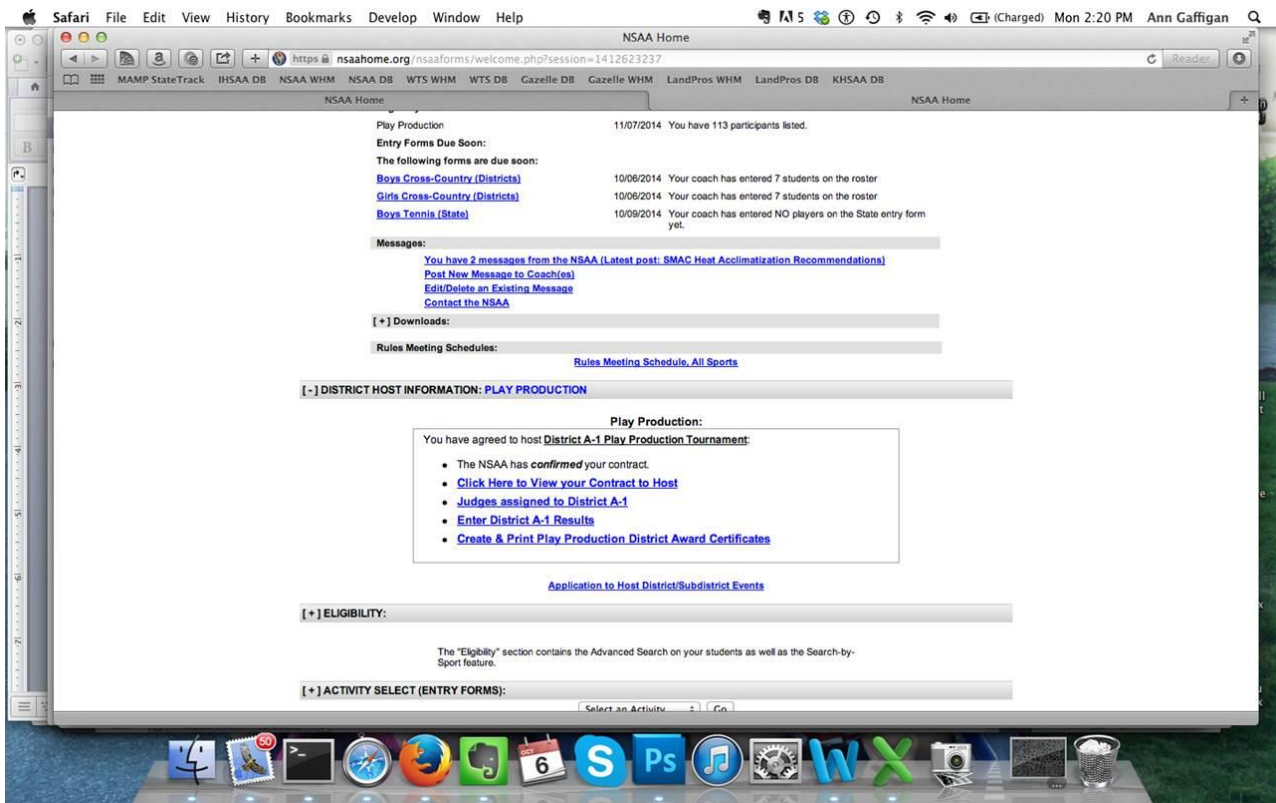 Safari File Edit View History Bookmarks Develop Window Help 5 (Charged) Mon 2:20 PM Ann Gaffigan
NSAA Home
https nsaahome.org/nsaaforms/welcome.php?session=1412623237 Reader
MAMP StateTrack IHSAA DB NSAA WHM NSAA DB WTS WHM WTS DB Gazelle DB Gazelle WHM LandPros WHM LandPros DB KHSAA DB
NSAA Home NSAA Home
Play Production 11/07/2014 You have 113 participants listed.
Entry Forms Due Soon:
The following forms are due soon:
Boys Cross-Country (Districts) 10/06/2014 Your coach has entered 7 students on the roster
Girls Cross-Country (Districts) 10/06/2014 Your coach has entered 7 students on the roster
Boys Tennis (State) 10/09/2014 Your coach has entered NO players on the State entry form
yet.
Messages:
You have 2 messages from the NSAA (Latest post: SMAC Heat Acclimatization Recommendations)
Post New Message to Coach(es)
Edit/Delete an Existing Message
Contact the NSAA
[+] Downloads:
Rules Meeting Schedules:
Rules Meeting Schedule, All Sports
[-] DISTRICT HOST INFORMATION: PLAY PRODUCTION
Play Production:
You have agreed to host District A-1 Play Production Tournament:
• The NSAA has confirmed your contract.
• Click Here to View your Contract to Host
• Judges assigned to District A-1
• Enter District A-1 Results
• Create & Print Play Production District Award Certificates
Application to Host District/Subdistrict Events
[+] ELIGIBILITY:
The "Eligibility" section contains the Advanced Search on your students as well as the Search-by-
Sport feature.
[+] ACTIVITY SELECT (ENTRY FORMS):
Select an Activity Go
50
OCT
6
Ps